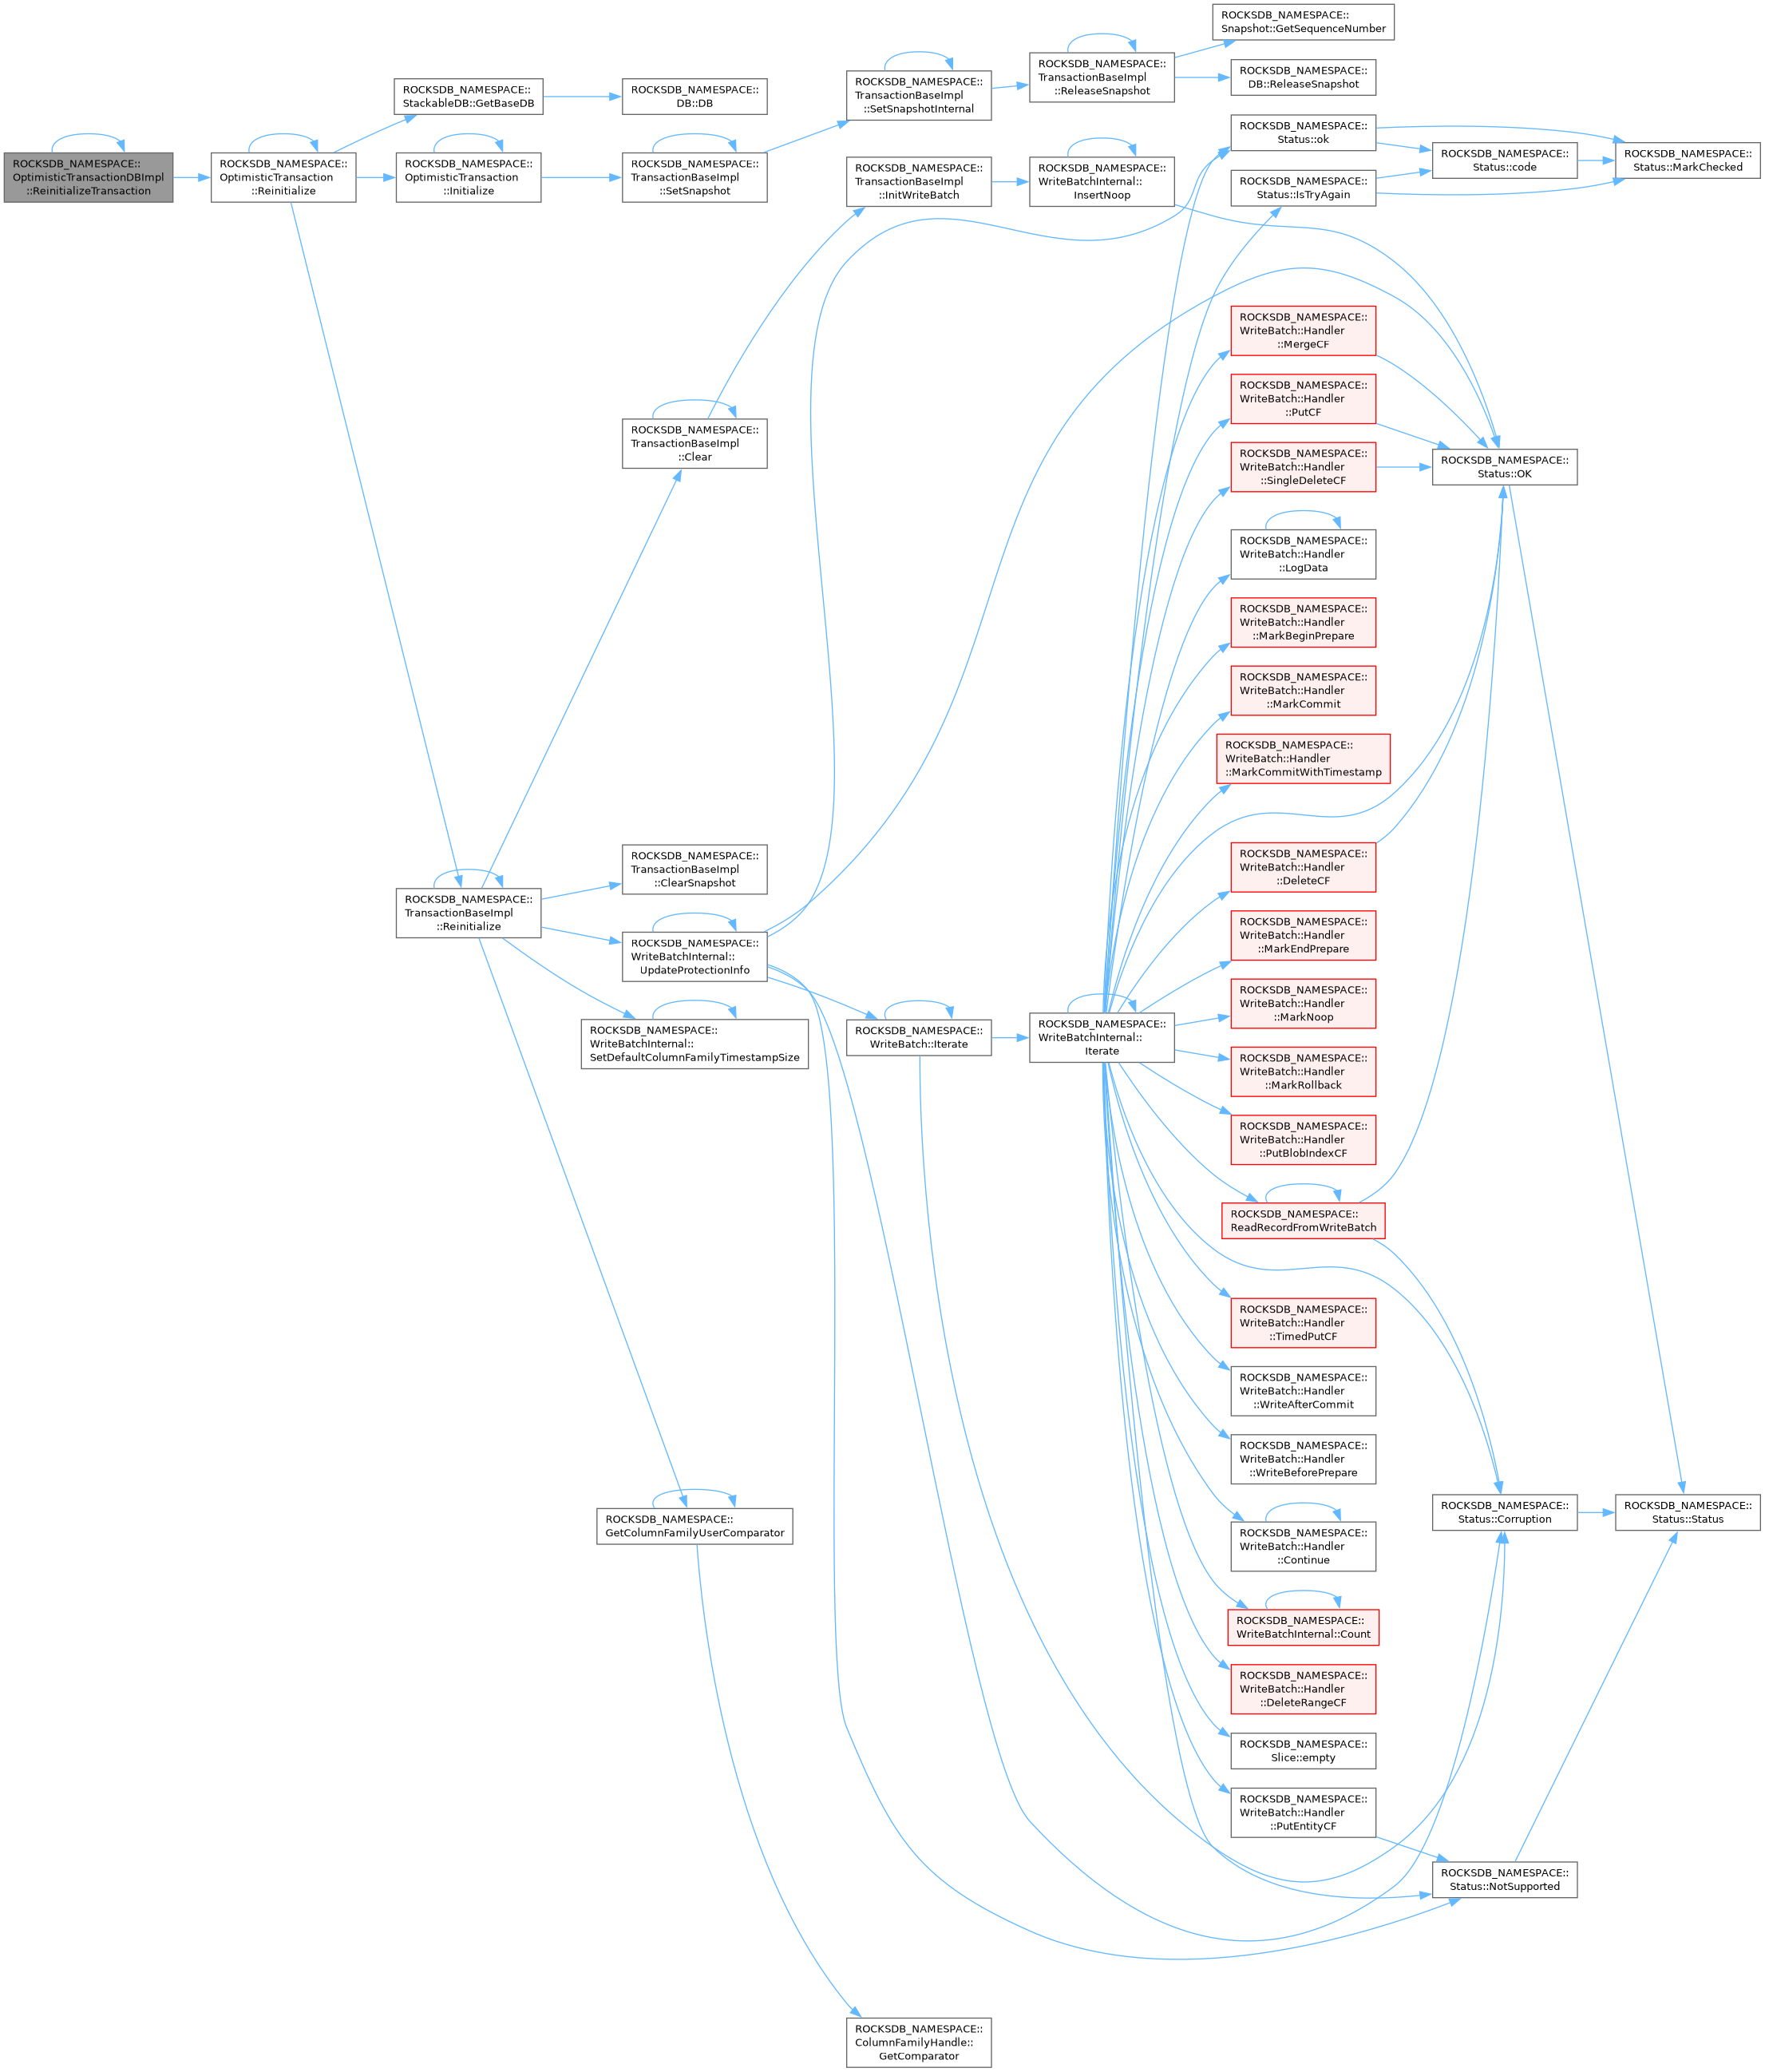 ROCKSDB_NAMESPACE::
OptimisticTransactionDBImpl
::ReinitializeTransaction
ROCKSDB_NAMESPACE::
OptimisticTransaction
::Reinitialize
ROCKSDB_NAMESPACE::
StackableDB::GetBaseDB
ROCKSDB_NAMESPACE::
DB::DB
ROCKSDB_NAMESPACE::
OptimisticTransaction
::Initialize
ROCKSDB_NAMESPACE::
TransactionBaseImpl
::SetSnapshot
ROCKSDB_NAMESPACE::
TransactionBaseImpl
::SetSnapshotInternal
ROCKSDB_NAMESPACE::
TransactionBaseImpl
::ReleaseSnapshot
ROCKSDB_NAMESPACE::
Snapshot::GetSequenceNumber
ROCKSDB_NAMESPACE::
DB::ReleaseSnapshot
ROCKSDB_NAMESPACE::
TransactionBaseImpl
::Reinitialize
ROCKSDB_NAMESPACE::
TransactionBaseImpl
::Clear
ROCKSDB_NAMESPACE::
TransactionBaseImpl
::InitWriteBatch
ROCKSDB_NAMESPACE::
WriteBatchInternal::
InsertNoop
ROCKSDB_NAMESPACE::
Status::ok
ROCKSDB_NAMESPACE::
Status::code
ROCKSDB_NAMESPACE::
Status::MarkChecked
ROCKSDB_NAMESPACE::
Status::IsTryAgain
ROCKSDB_NAMESPACE::
TransactionBaseImpl
::ClearSnapshot
ROCKSDB_NAMESPACE::
WriteBatchInternal::
UpdateProtectionInfo
ROCKSDB_NAMESPACE::
WriteBatchInternal::
SetDefaultColumnFamilyTimestampSize
ROCKSDB_NAMESPACE::
GetColumnFamilyUserComparator
ROCKSDB_NAMESPACE::
ColumnFamilyHandle::
GetComparator
ROCKSDB_NAMESPACE::
WriteBatch::Iterate
ROCKSDB_NAMESPACE::
WriteBatchInternal::
Iterate
ROCKSDB_NAMESPACE::
WriteBatch::Handler
::MergeCF
ROCKSDB_NAMESPACE::
WriteBatch::Handler
::PutCF
ROCKSDB_NAMESPACE::
WriteBatch::Handler
::SingleDeleteCF
ROCKSDB_NAMESPACE::
WriteBatch::Handler
::LogData
ROCKSDB_NAMESPACE::
WriteBatch::Handler
::MarkBeginPrepare
ROCKSDB_NAMESPACE::
WriteBatch::Handler
::MarkCommit
ROCKSDB_NAMESPACE::
WriteBatch::Handler
::MarkCommitWithTimestamp
ROCKSDB_NAMESPACE::
WriteBatch::Handler
::DeleteCF
ROCKSDB_NAMESPACE::
WriteBatch::Handler
::MarkEndPrepare
ROCKSDB_NAMESPACE::
WriteBatch::Handler
::MarkNoop
ROCKSDB_NAMESPACE::
WriteBatch::Handler
::MarkRollback
ROCKSDB_NAMESPACE::
WriteBatch::Handler
::PutBlobIndexCF
ROCKSDB_NAMESPACE::
ReadRecordFromWriteBatch
ROCKSDB_NAMESPACE::
WriteBatch::Handler
::TimedPutCF
ROCKSDB_NAMESPACE::
WriteBatch::Handler
::WriteAfterCommit
ROCKSDB_NAMESPACE::
WriteBatch::Handler
::WriteBeforePrepare
ROCKSDB_NAMESPACE::
WriteBatch::Handler
::Continue
ROCKSDB_NAMESPACE::
WriteBatchInternal::Count
ROCKSDB_NAMESPACE::
WriteBatch::Handler
::DeleteRangeCF
ROCKSDB_NAMESPACE::
Slice::empty
ROCKSDB_NAMESPACE::
WriteBatch::Handler
::PutEntityCF
ROCKSDB_NAMESPACE::
Status::OK
ROCKSDB_NAMESPACE::
Status::Corruption
ROCKSDB_NAMESPACE::
Status::Status
ROCKSDB_NAMESPACE::
Status::NotSupported